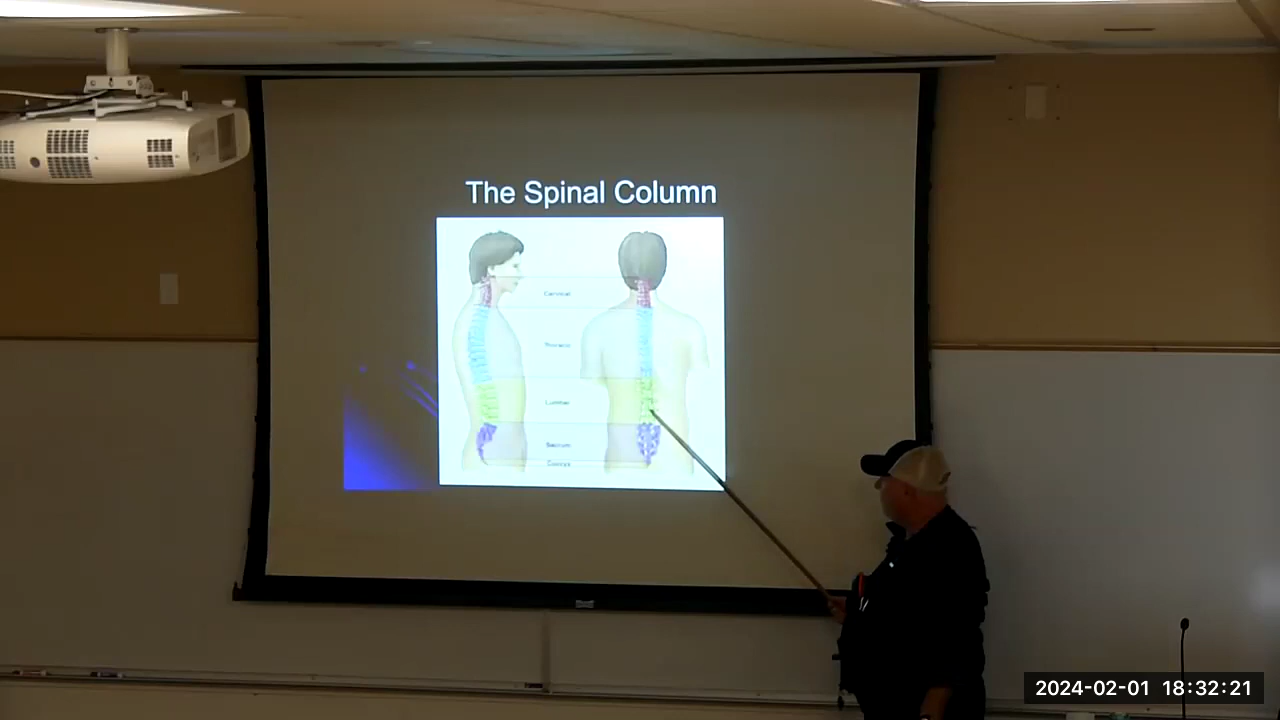 The Spinal Column
Cervical
Thoracic
Lumbar
Sacrum
Coccyx
2024-02-01 18:32:21